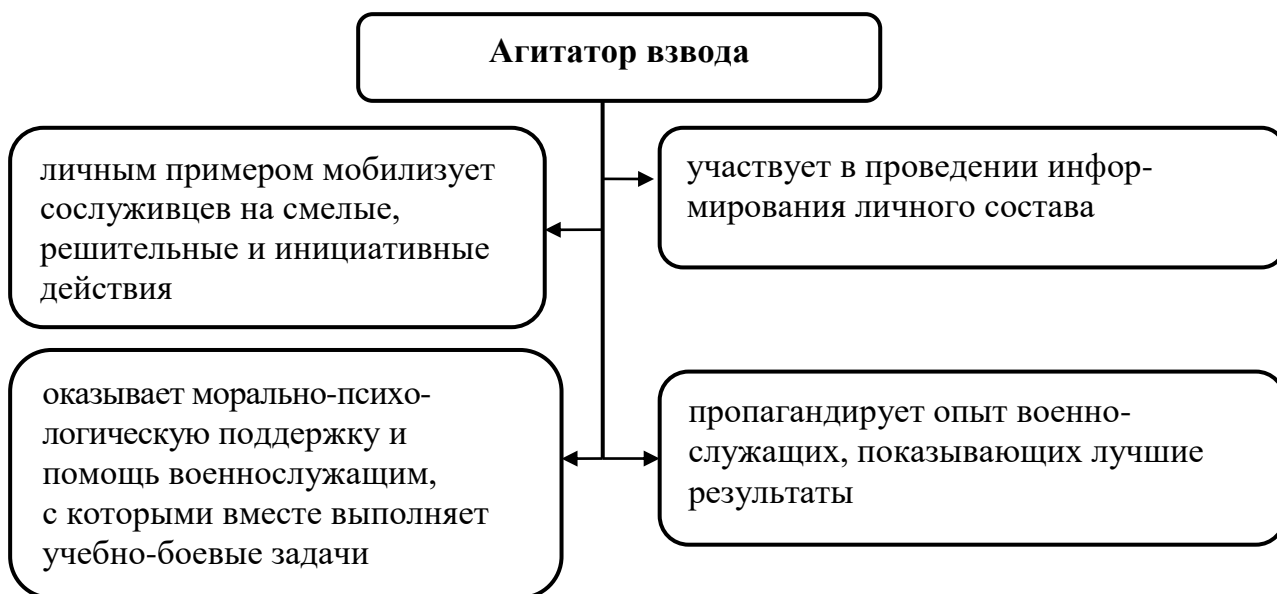 Агитатор взвода
личным примером мобилизует
сослуживцев на смелые,
решительные и инициативные
действия
участвует в проведении инфор-
мирования личного состава
оказывает морально-психо-
логическую поддержку и
помощь военнослужащим,
с которыми вместе выполняет
учебно-боевые задачи
пропагандирует опыт военно-
служащих, показывающих лучшие
результаты